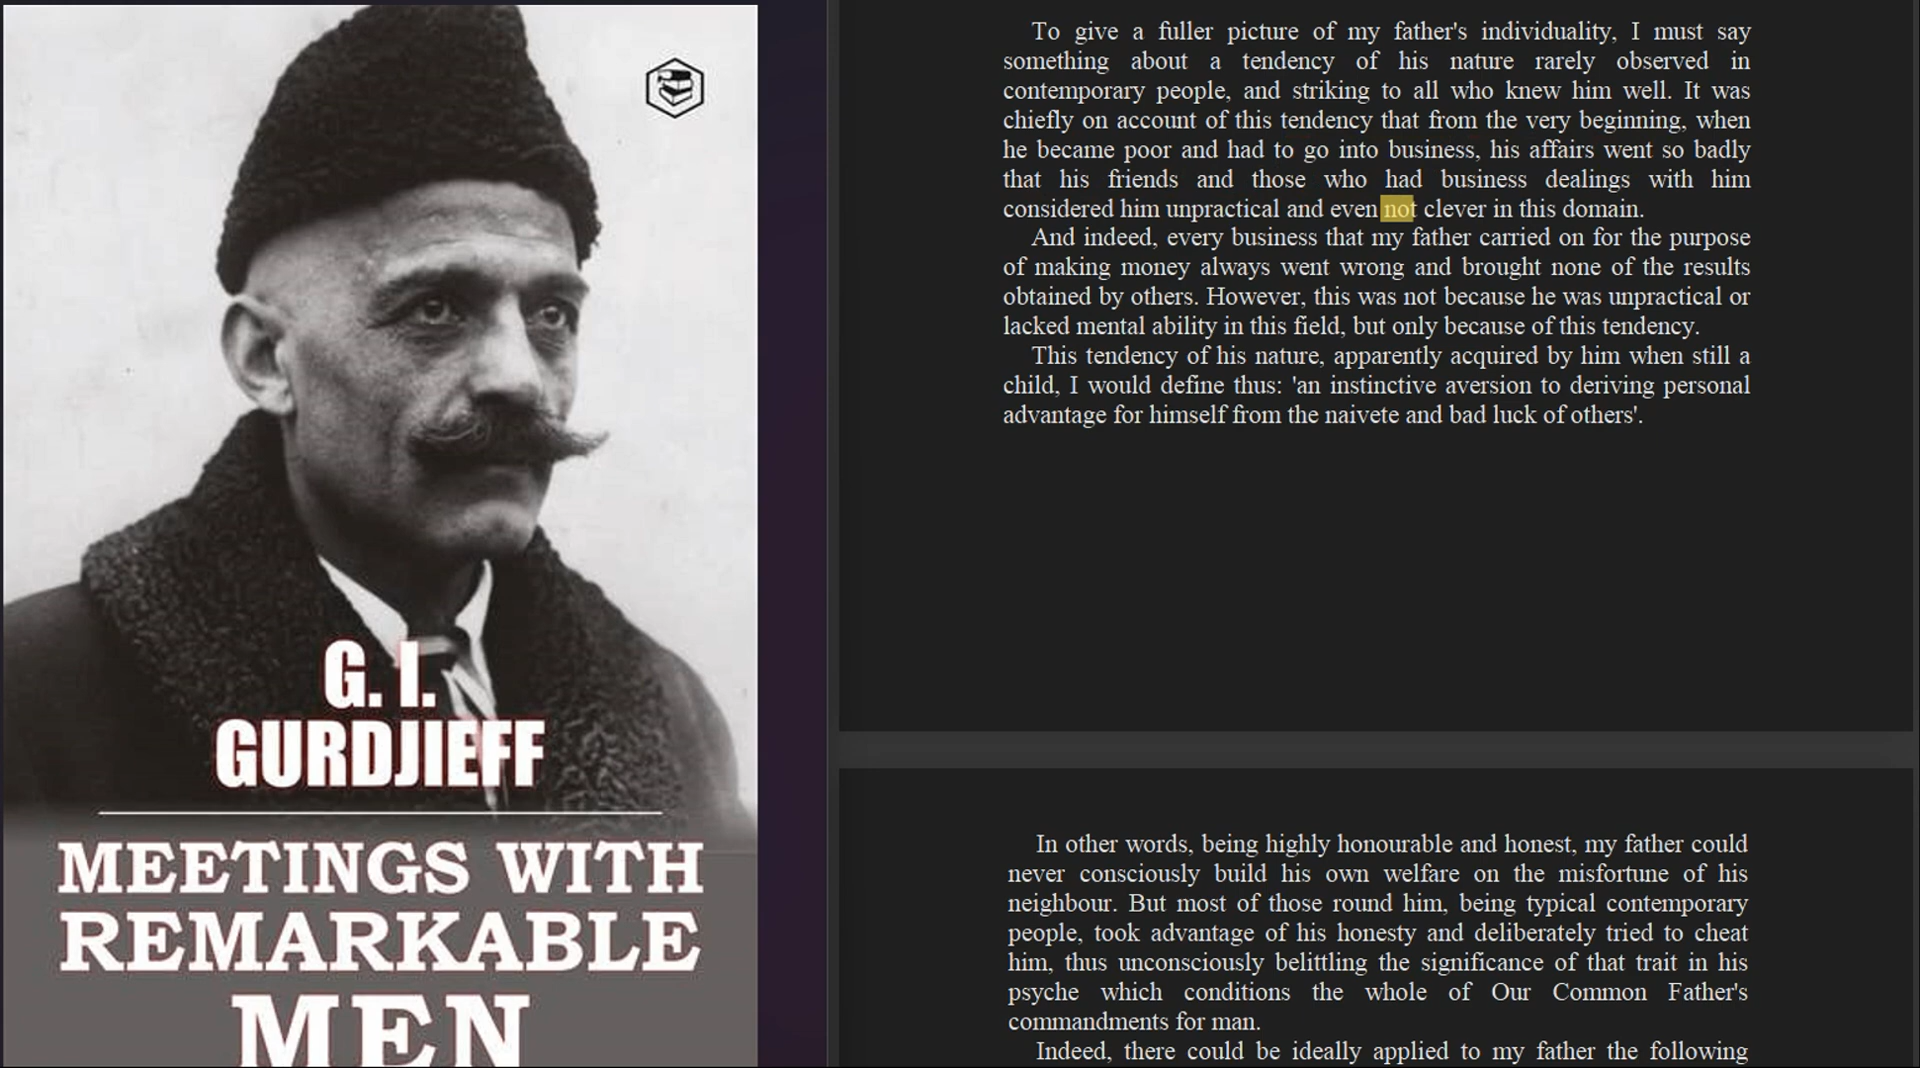 G. I.
GURDJIEFF
MEETINGS WITH
REMARKABLE
MEN
To give a fuller picture of my father's individuality, I must say
something about a tendency of his nature rarely observed in
contemporary people, and striking to all who knew him well. It was
chiefly on account of this tendency that from the very beginning, when
he became poor and had to go into business, his affairs went so badly
that his friends and those who had business dealings with him
considered him unpractical and even not clever in this domain.
And indeed, every business that my father carried on for the purpose
of making money always went wrong and brought none of the results
obtained by others. However, this was not because he was unpractical or
lacked mental ability in this field, but only because of this tendency.
This tendency of his nature, apparently acquired by him when still a
child, I would define thus: 'an instinctive aversion to deriving personal
advantage for himself from the naivete and bad luck of others'.
In other words, being highly honourable and honest, my father could
never consciously build his own welfare on the misfortune of his
neighbour. But most of those round him, being typical contemporary
people, took advantage of his honesty and deliberately tried to cheat
him, thus unconsciously belittling the significance of that trait in his
psyche which conditions the whole of Our Common Father's
commandments for man.
Indeed, there could be ideally applied to my father the following